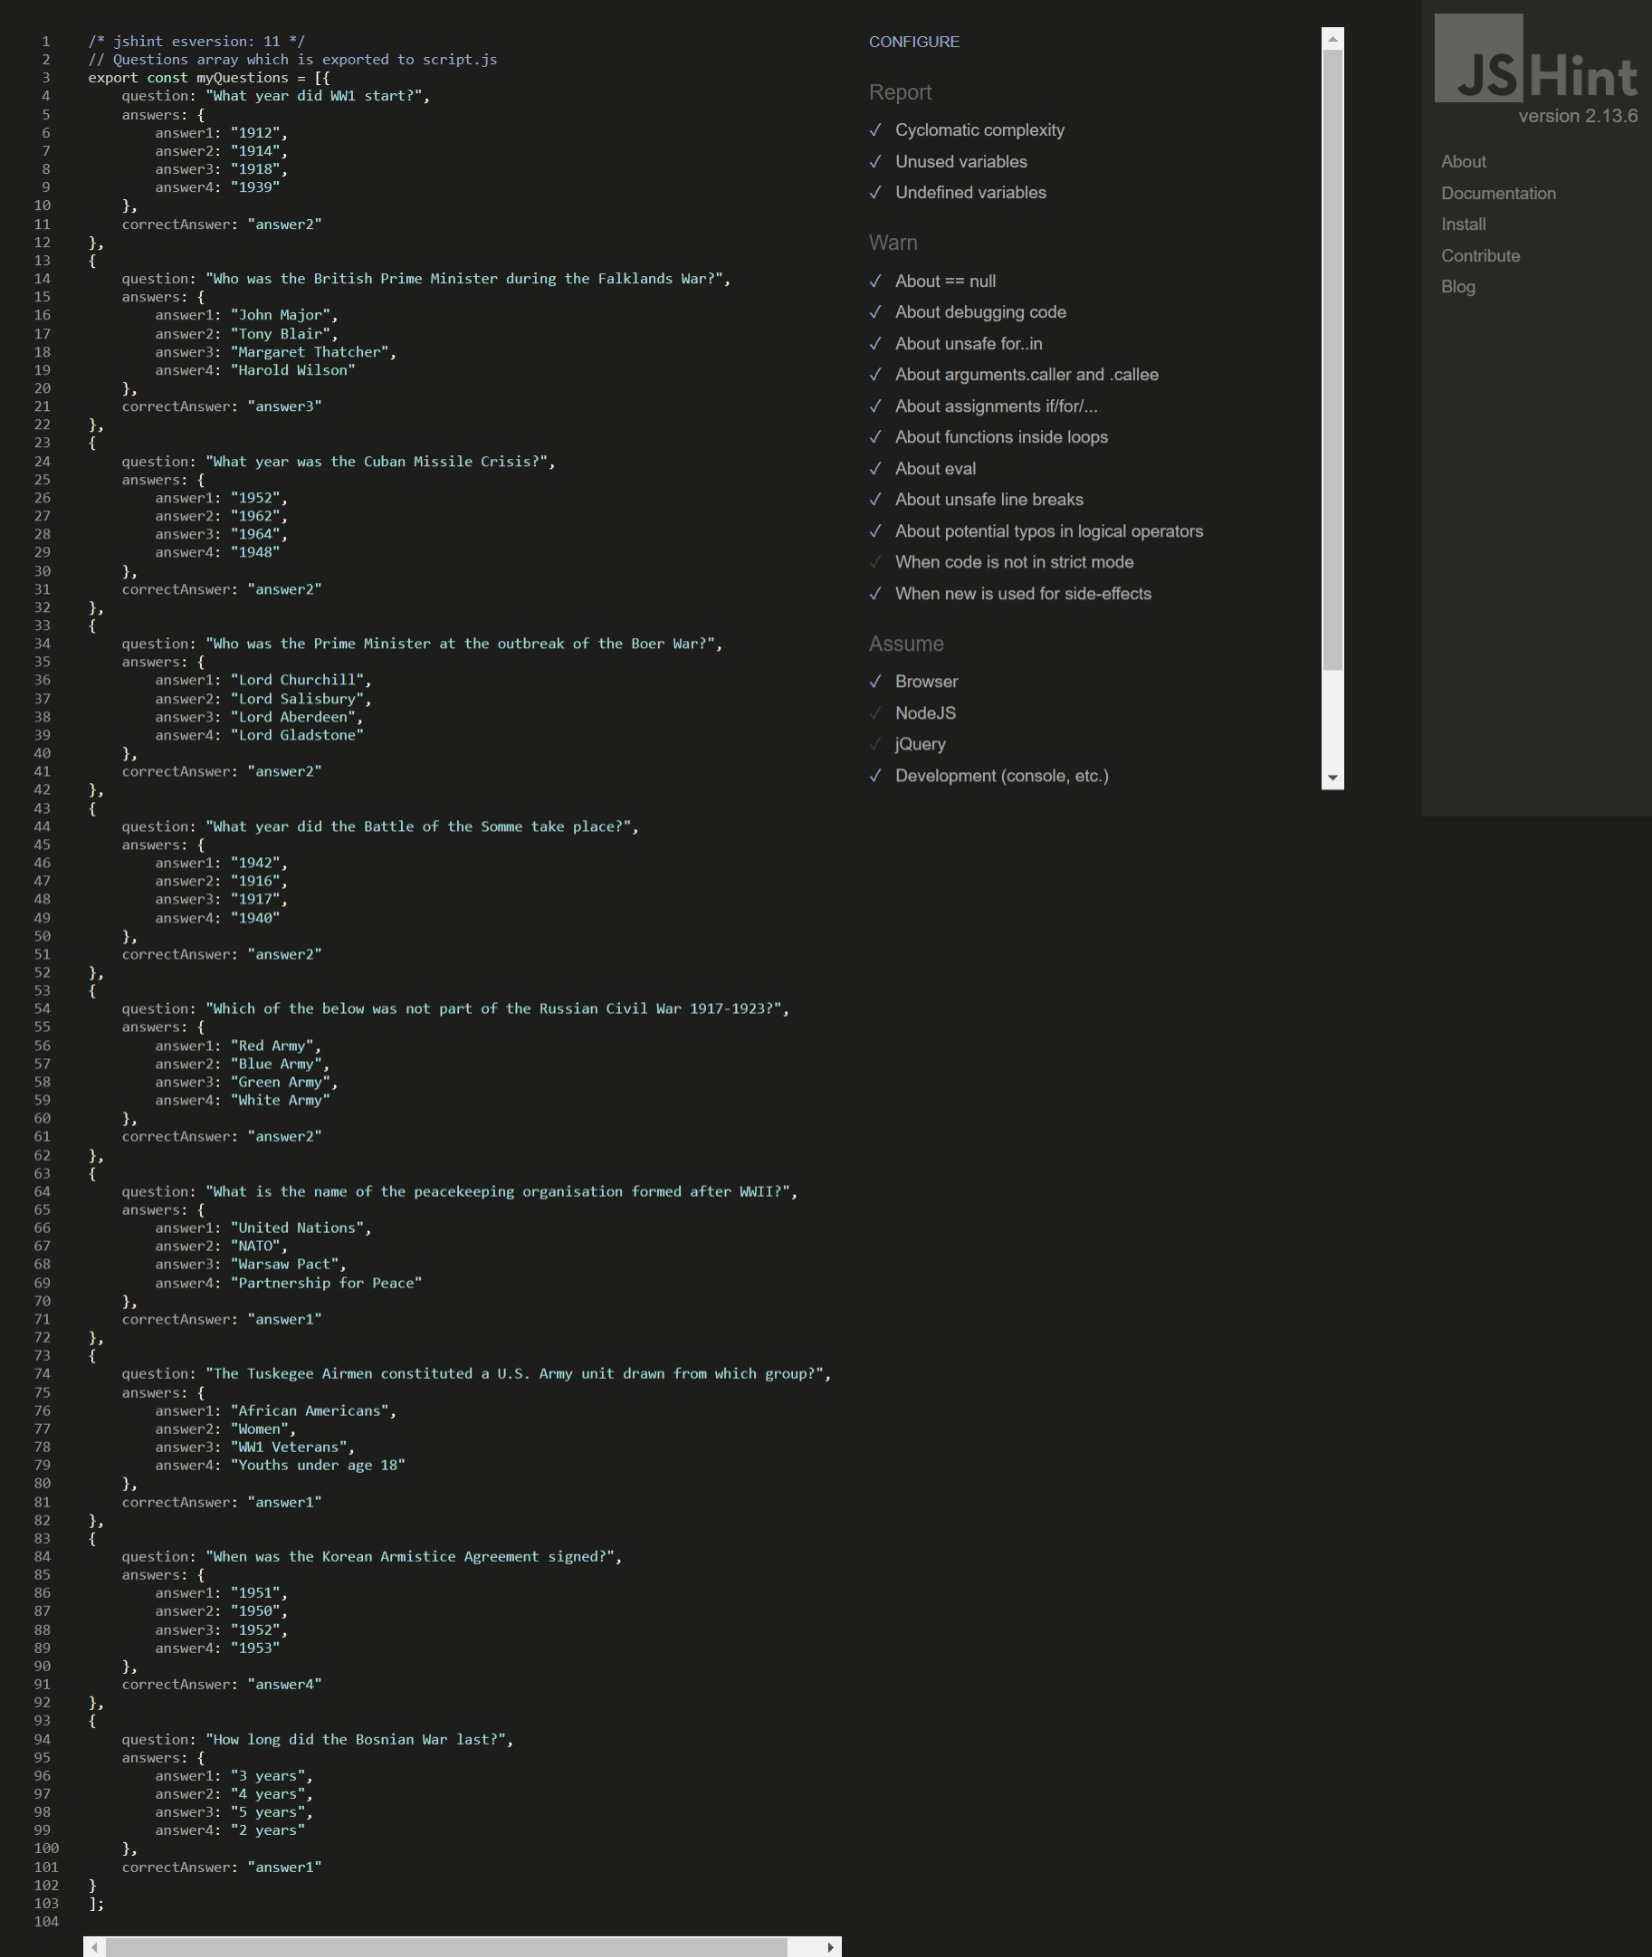 1 /* jshint esversion: 11 */
2 // Questions array which is exported to script.js
3 export const myQuestions = [{
4 question: "What year did WW1 start?",
5 answers: {
6 answer1: "1912",
7 answer2: "1914",
8 answer3: "1918",
9 answer4: "1939"
10 },
11 correctAnswer: "answer2"
12 },
13 {
14 question: "Who was the British Prime Minister during the Falklands War?",
15 answers: {
16 answer1: "John Major",
17 answer2: "Tony Blair",
18 answer3: "Margaret Thatcher",
19 answer4: "Harold Wilson"
20 },
21 correctAnswer: "answer3"
22 },
23 {
24 question: "What year was the Cuban Missile Crisis?",
25 answers: {
26 answer1: "1952",
27 answer2: "1962",
28 answer3: "1964",
29 answer4: "1948"
30 },
31 correctAnswer: "answer2"
32 },
33 {
34 question: "Who was the Prime Minister at the outbreak of the Boer War?",
35 answers: {
36 answer1: "Lord Churchill",
37 answer2: "Lord Salisbury",
38 answer3: "Lord Aberdeen",
39 answer4: "Lord Gladstone"
40 },
41 correctAnswer: "answer2"
42 },
43 {
44 question: "What year did the Battle of the Somme take place?",
45 answers: {
46 answer1: "1942",
47 answer2: "1916",
48 answer3: "1917",
49 answer4: "1940"
50 },
51 correctAnswer: "answer2"
52 },
53 {
54 question: "Which of the below was not part of the Russian Civil War 1917-1923?",
55 answers: {
56 answer1: "Red Army",
57 answer2: "Blue Army",
58 answer3: "Green Army",
59 answer4: "White Army"
60 },
61 correctAnswer: "answer2"
62 },
63 {
64 question: "What is the name of the peacekeeping organisation formed after WWII?",
65 answers: {
66 answer1: "United Nations",
67 answer2: "NATO",
68 answer3: "Warsaw Pact",
69 answer4: "Partnership for Peace"
70 },
71 correctAnswer: "answer1"
72 },
73 {
74 question: "The Tuskegee Airmen constituted a U.S. Army unit drawn from which group?",
75 answers: {
76 answer1: "African Americans",
77 answer2: "Women",
78 answer3: "WW1 Veterans",
79 answer4: "Youths under age 18"
80 },
81 correctAnswer: "answer1"
82 },
83 {
84 question: "When was the Korean Armistice Agreement signed?",
85 answers: {
86 answer1: "1951",
87 answer2: "1950",
88 answer3: "1952",
89 answer4: "1953"
90 },
91 correctAnswer: "answer4"
92 },
93 {
94 question: "How long did the Bosnian War last?",
95 answers: {
96 answer1: "3 years",
97 answer2: "4 years",
98 answer3: "5 years",
99 answer4: "2 years"
100 },
101 correctAnswer: "answer1"
102 }
103 ];
104
CONFIGURE
Report
✓ Cyclomatic complexity
✓ Unused variables
✓ Undefined variables
Warn
✓ About == null
✓ About debugging code
✓ About unsafe for..in
✓ About arguments.caller and .callee
✓ About assignments if/for/...
✓ About functions inside loops
✓ About eval
✓ About unsafe line breaks
✓ About potential typos in logical operators
✓ When code is not in strict mode
✓ When new is used for side-effects
Assume
✓ Browser
✓ NodeJS
✓ jQuery
✓ Development (console, etc.)
JSHint
version 2.13.6
About
Documentation
Install
Contribute
Blog